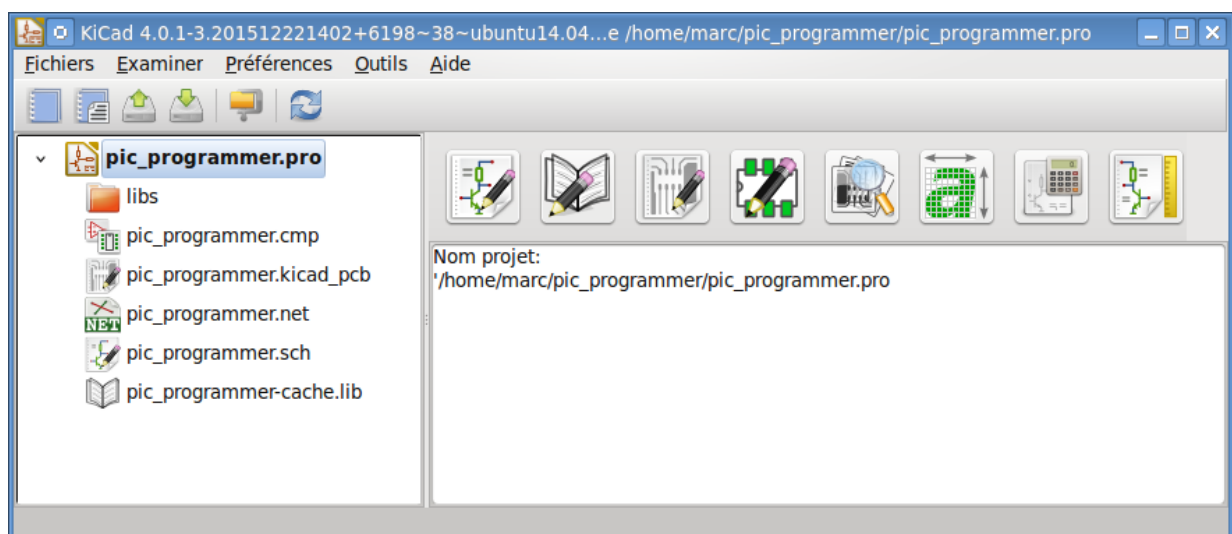 KiCad 4.0.1-3.201512221402+6198~38~ubuntu14.04...e /home/marc/pic_programmer/pic_programmer.pro
Fichiers Examiner Préférences Outils Aide
pic_programmer.pro
libs
pic_programmer.cmp
pic_programmer.kicad_pcb
NET pic_programmer.net
pic_programmer.sch
pic_programmer-cache.lib
a
Nom projet:
'/home/marc/pic_programmer/pic_programmer.pro